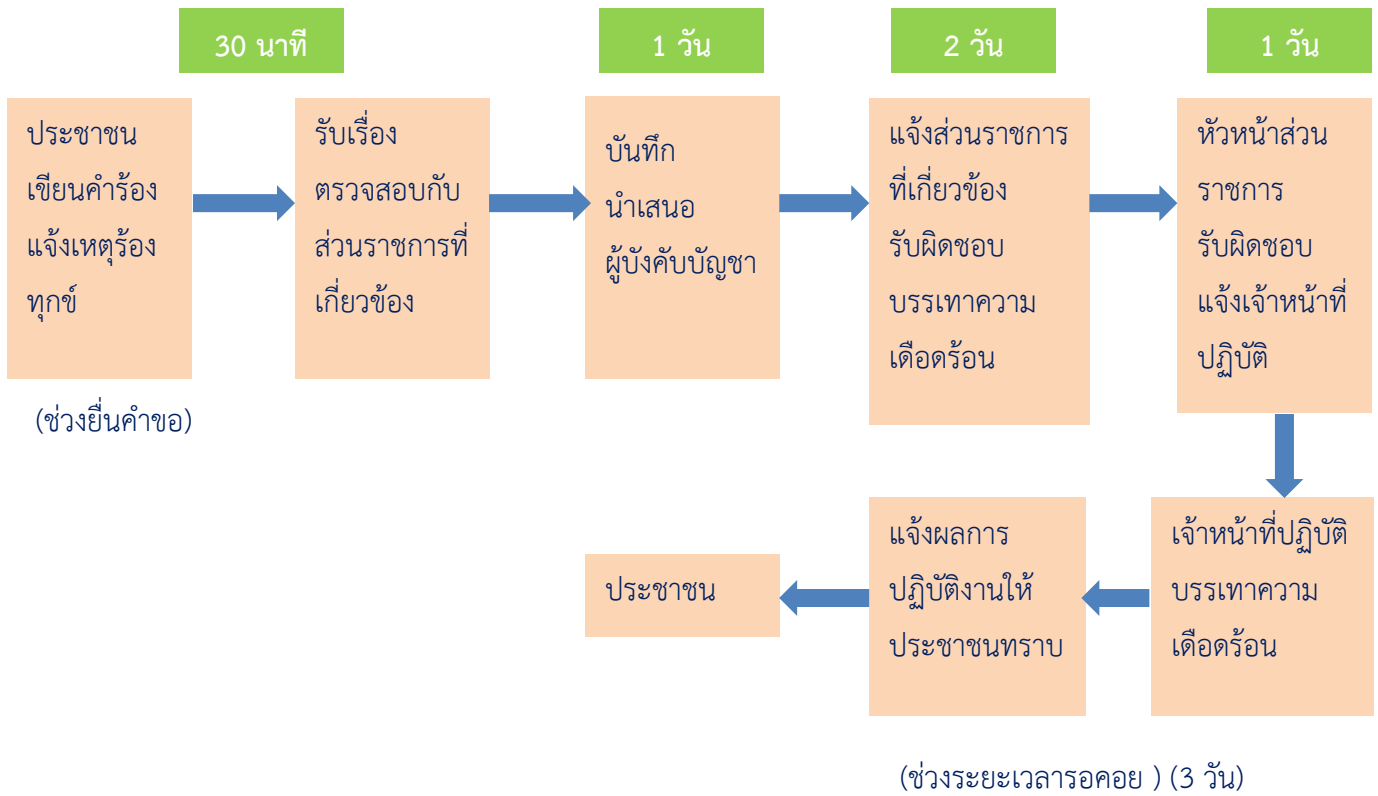 30 นาที
1 วัน
2 วัน
1 วัน
ประชาชน
เขียนคำร้อง
แจ้งเหตุร้อง
ทุกข์
รับเรื่อง
ตรวจสอบกับ
ส่วนราชการที่
เกี่ยวข้อง
บันทึก
นำเสนอ
ผู้บังคับบัญชา
แจ้งส่วนราชการ
ที่เกี่ยวข้อง
รับผิดชอบ
บรรเทาความ
เดือดร้อน
หัวหน้าส่วน
ราชการ
รับผิดชอบ
แจ้งเจ้าหน้าที่
ปฏิบัติ
(ช่วงยื่นคำขอ)
ประชาชน
แจ้งผลการ
ปฏิบัติงานให้
ประชาชนทราบ
เจ้าหน้าที่ปฏิบัติ
บรรเทาความ
เดือดร้อน
(ช่วงระยะเวลารอคอย ) (3 วัน)